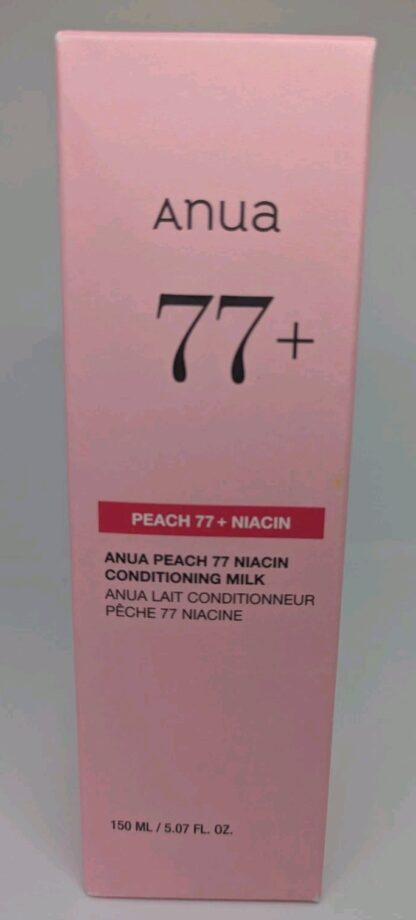 Anua
77+
PEACH 77 + NIACIN
ANUA PEACH 77 NIACIN
CONDITIONING MILK
ANUA LAIT CONDITIONNEUR
PÊCHE 77 NIACINE
150 ML / 5.07 FL. OZ.